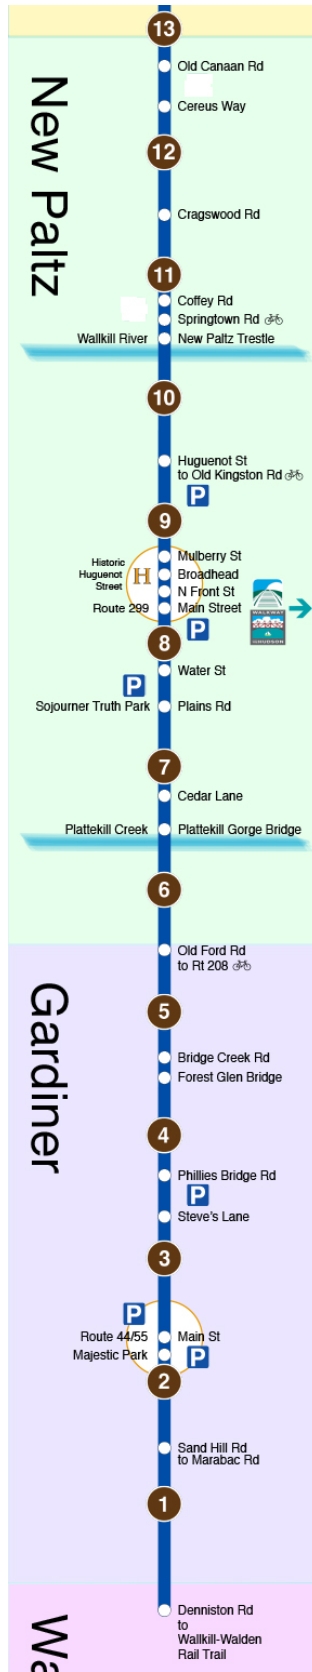 13
Old Canaan Rd
Cereus Way
12
New Paltz
Cragswood Rd
11
Coffey Rd
Springtown Rd
Wallkill River New Paltz Trestle
10
Huguenot St
to Old Kingston Rd
P
9
Mulberry St
Historic
Huguenot
Street
H
Broadhead
N Front St
Route 299 Main Street
P
WALKWAY
HUDSON
8
Water St
P
Sojourner Truth Park Plains Rd
7
Cedar Lane
Plattekill Creek Plattekill Gorge Bridge
6
Old Ford Rd
to Rt 208
Gardiner
5
Bridge Creek Rd
Forest Glen Bridge
4
Phillies Bridge Rd
P
Steve's Lane
3
P
Route 44/55 Main St
Majestic Park P
2
Sand Hill Rd
to Marabac Rd
1
Wa
Denniston Rd
to
Wallkill-Walden
Rail Trail